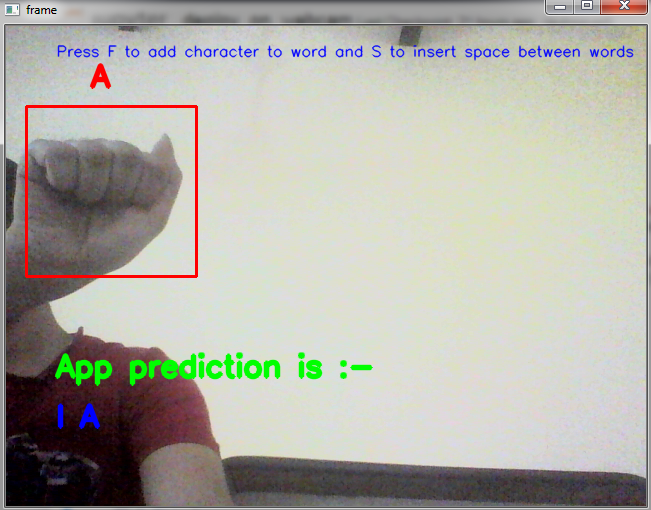 frame
Press F to add character to word and S to insert space between words
A
App prediction is :-
I A